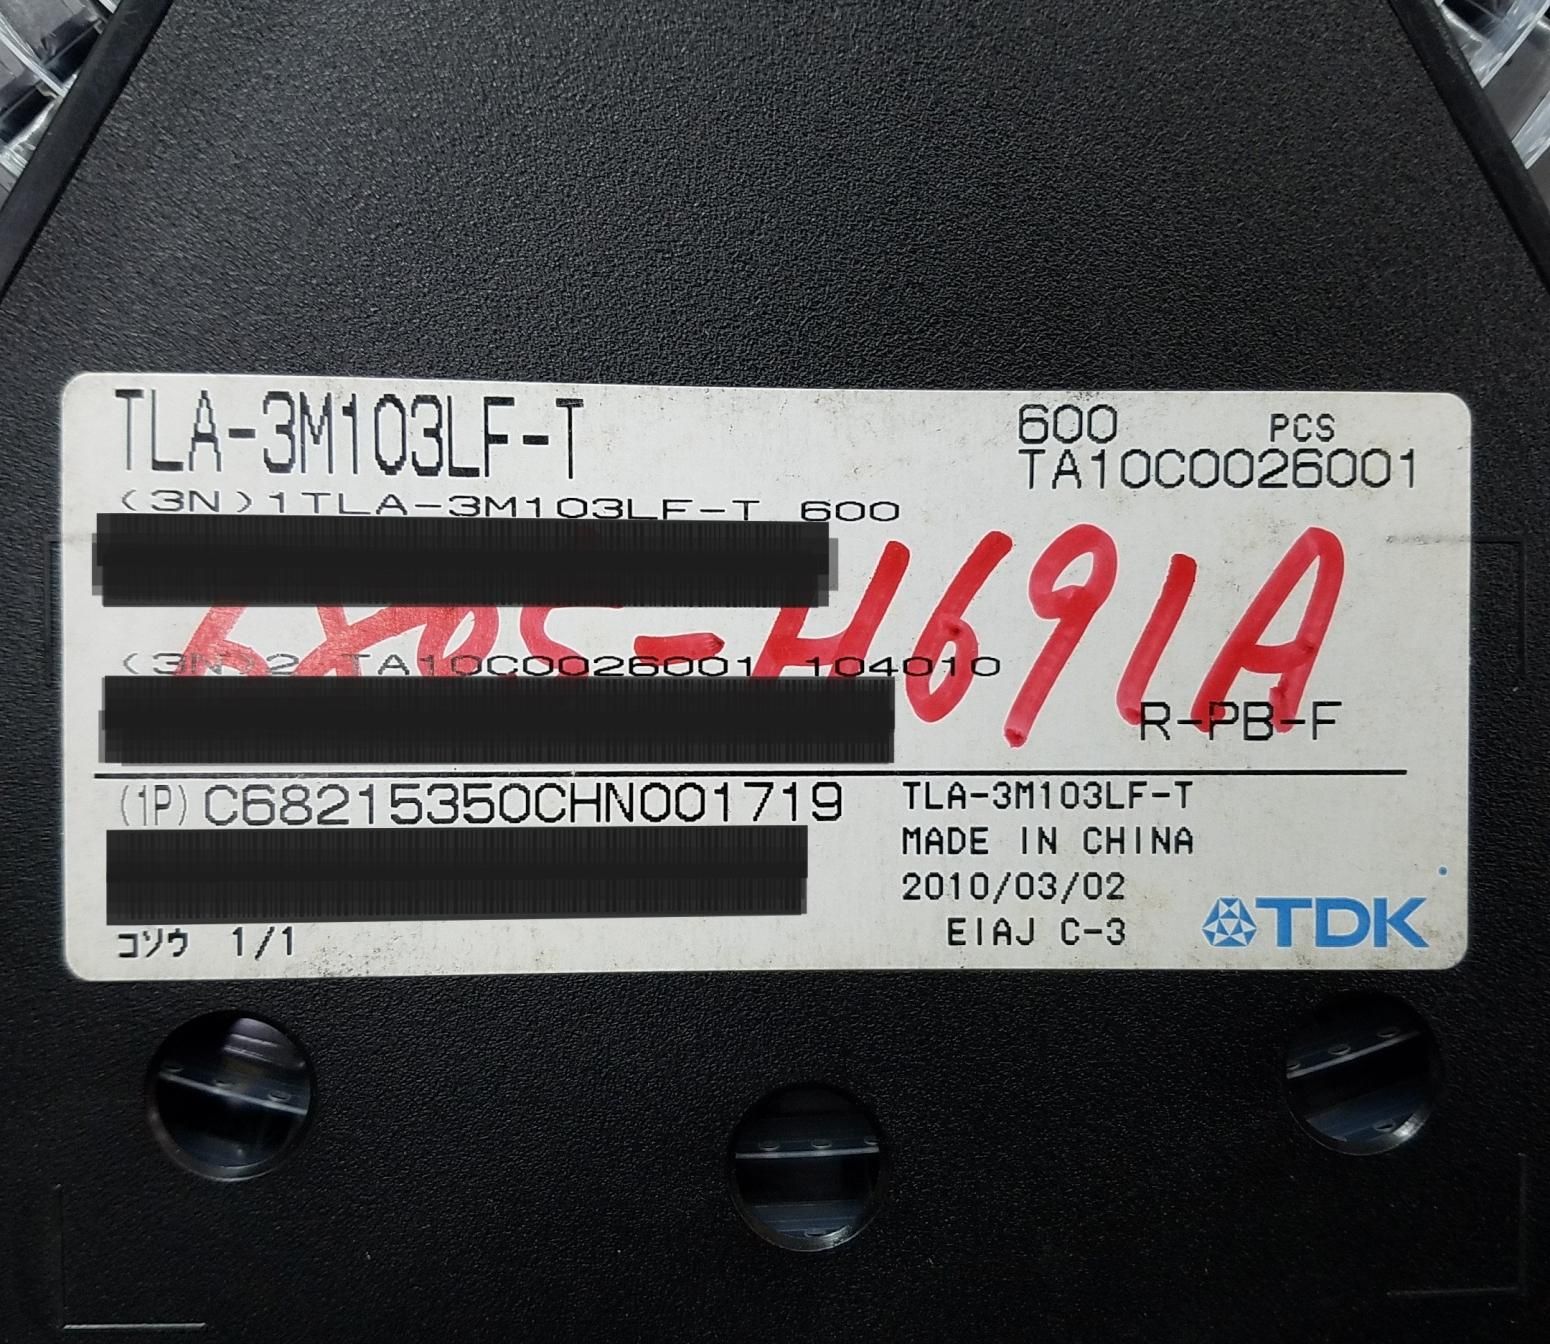 TLA-3M103LF-T
600 PCS
TA10C0026001
(3N)1TLA-3M103LF-T 600
H691A
(3N)2 TA10C0026001 104010
R-PB-F
(1P) C68215350CHN001719
TLA-3M103LF-T
MADE IN CHINA
2010/03/02
EIAJ C-3
TDK
コソウ 1/1